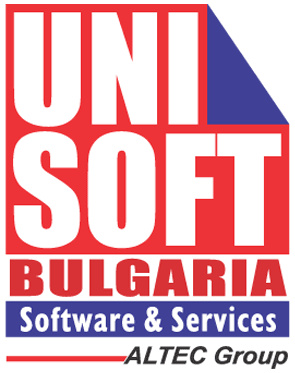 UNI
SOFT
BULGARIA
Software & Services
ALTEC Group